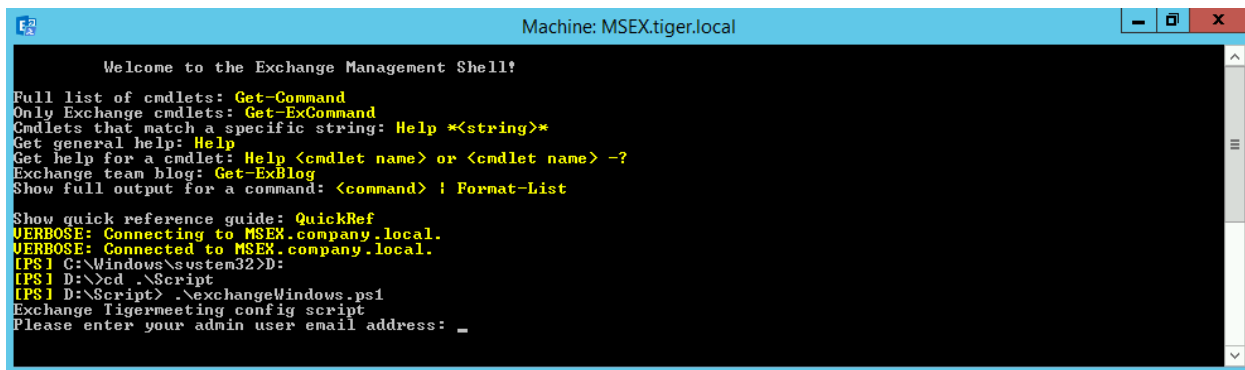 Machine: MSEX.tiger.local
Welcome to the Exchange Management Shell!
Full list of cmdlets: Get-Command
Only Exchange cmdlets: Get-ExCommand
Cmdlets that match a specific string: Help *<string>*
Get general help: Help
Get help for a cmdlet: Help <cmdlet name> or <cmdlet name> -?
Exchange team blog: Get-ExBlog
Show full output for a command: <command> | Format-List
Show quick reference guide: QuickRef
VERBOSE: Connecting to MSEX.company.local.
VERBOSE: Connected to MSEX.company.local.
[PS] C:\Windows\system32>D:
[PS] D:\>cd .\Script
[PS] D:\Script> .\exchangeWindows.ps1
Exchange Tigermeeting config script
Please enter your admin user email address: _